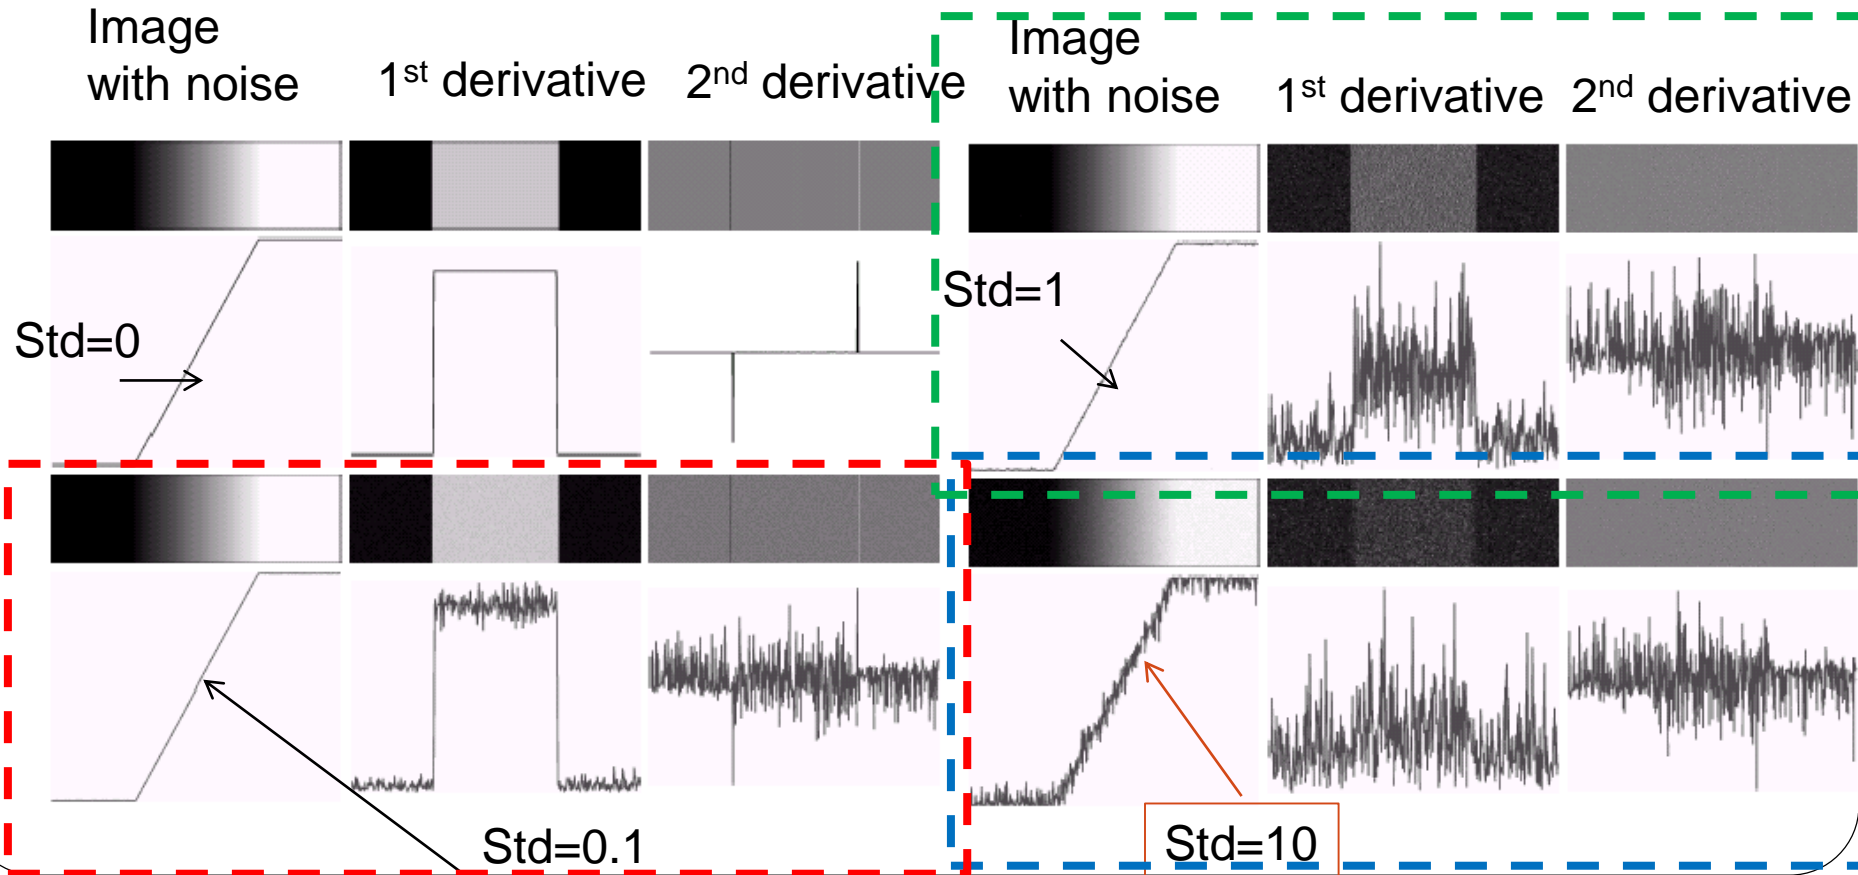 Image
with noise
1st derivative
2nd derivative
Image
with noise
1st derivative
2nd derivative
Std=0
Std=1
Std=0.1
Std=10